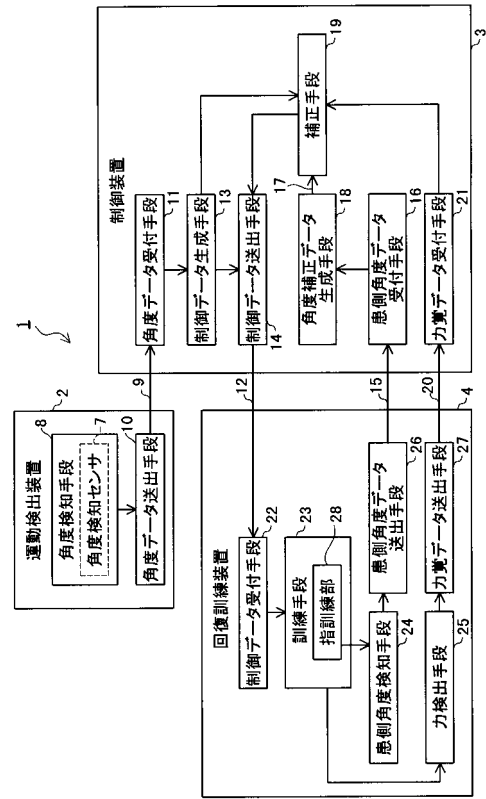 1
2
運動検出装置
8
角度検知手段
7
角度検知センサ
10
角度データ送出手段
9
制御装置
3
角度データ受付手段
11
制御データ生成手段
13
制御データ送出手段
14
補正手段
19
17
角度補正データ
生成手段
18
患側角度データ
受付手段
16
力覚データ受付手段
21
12
15
20
回復訓練装置
4
制御データ受付手段
22
訓練手段
23
指訓練部
28
患側角度検知手段
24
患側角度データ
送出手段
26
力検出手段
25
力覚データ送出手段
27